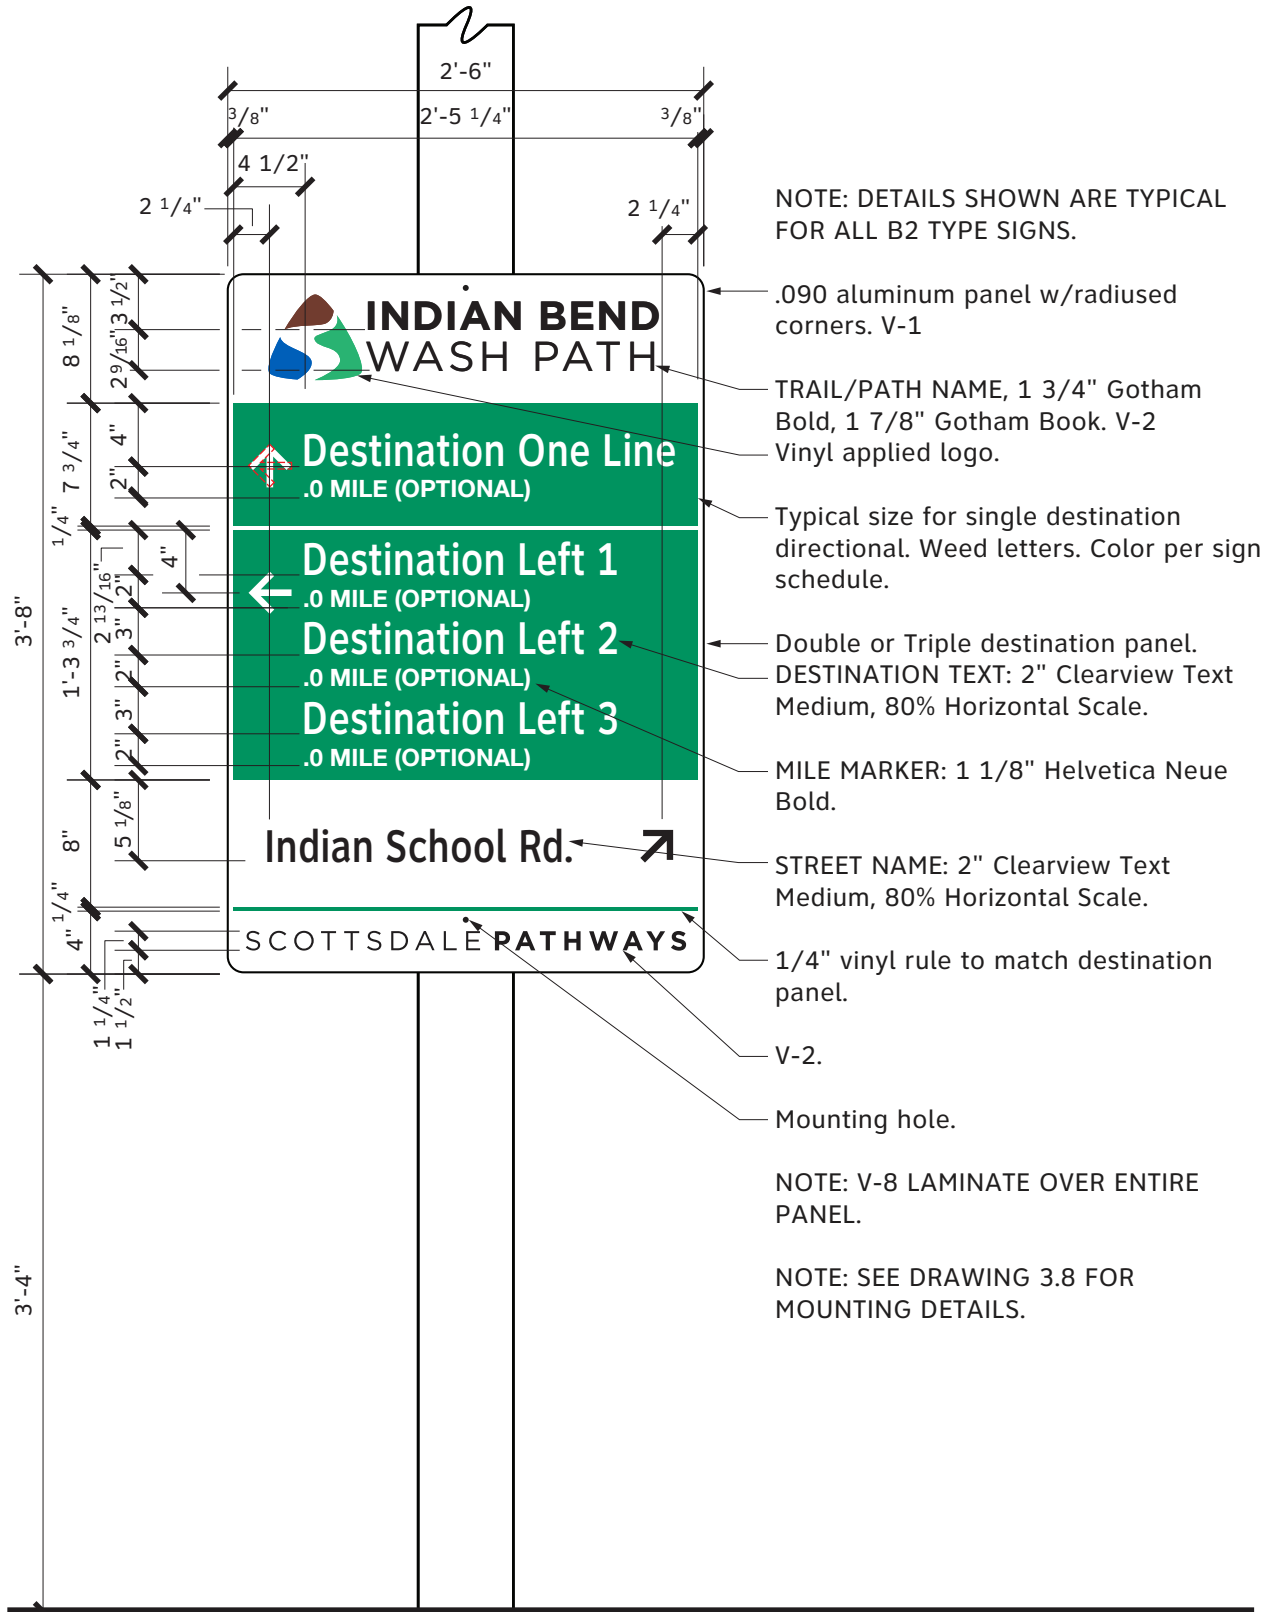 2'-6"
3/8"
2'-5 1/4"
3/8"
4 1/2"
2 1/4"
2 1/4"
3 1/2"
2 9/16"
8 1/8"
4"
2"
7 3/4"
1/4"
4"
2 13/16"
2"
3"
2"
3"
2"
1'-3 3/4"
3'-8"
5 1/8"
8"
1/4"
4"
1 1/4"
1 1/2"
3'-4"
INDIAN BEND
WASH PATH
Destination One Line
.0 MILE (OPTIONAL)
Destination Left 1
.0 MILE (OPTIONAL)
Destination Left 2
.0 MILE (OPTIONAL)
Destination Left 3
.0 MILE (OPTIONAL)
Indian School Rd.
SCOTTSDALE PATHWAYS
NOTE: DETAILS SHOWN ARE TYPICAL
FOR ALL B2 TYPE SIGNS.
.090 aluminum panel w/radiused
corners. V-1
TRAIL/PATH NAME, 1 3/4" Gotham
Bold, 1 7/8" Gotham Book. V-2
Vinyl applied logo.
Typical size for single destination
directional. Weed letters. Color per sign
schedule.
Double or Triple destination panel.
DESTINATION TEXT: 2" Clearview Text
Medium, 80% Horizontal Scale.
MILE MARKER: 1 1/8" Helvetica Neue
Bold.
STREET NAME: 2" Clearview Text
Medium, 80% Horizontal Scale.
1/4" vinyl rule to match destination
panel.
V-2.
Mounting hole.
NOTE: V-8 LAMINATE OVER ENTIRE
PANEL.
NOTE: SEE DRAWING 3.8 FOR
MOUNTING DETAILS.